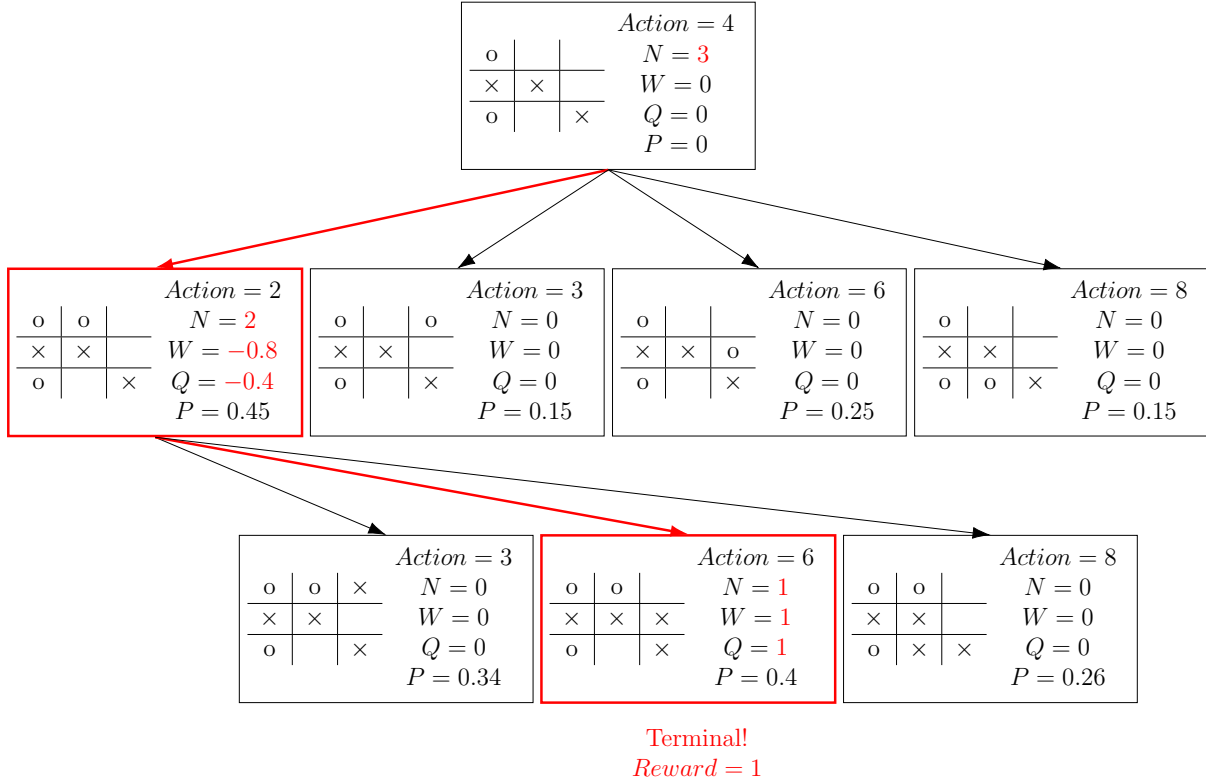 Action = 4
o
N = 3
× ×
W = 0
o ×
Q = 0
P = 0
Action = 2
o o
N = 2
× ×
W = −0.8
o ×
Q = −0.4
P = 0.45
Action = 3
o o
N = 0
× ×
W = 0
o ×
Q = 0
P = 0.15
Action = 6
o
N = 0
× × o
W = 0
o ×
Q = 0
P = 0.25
Action = 8
o
N = 0
× ×
W = 0
o o ×
Q = 0
P = 0.15
Action = 3
o o ×
N = 0
× ×
W = 0
o ×
Q = 0
P = 0.34
Action = 6
o o
N = 1
× × ×
W = 1
o ×
Q = 1
P = 0.4
Action = 8
o o
N = 0
× ×
W = 0
o × ×
Q = 0
P = 0.26
Terminal!
Reward = 1